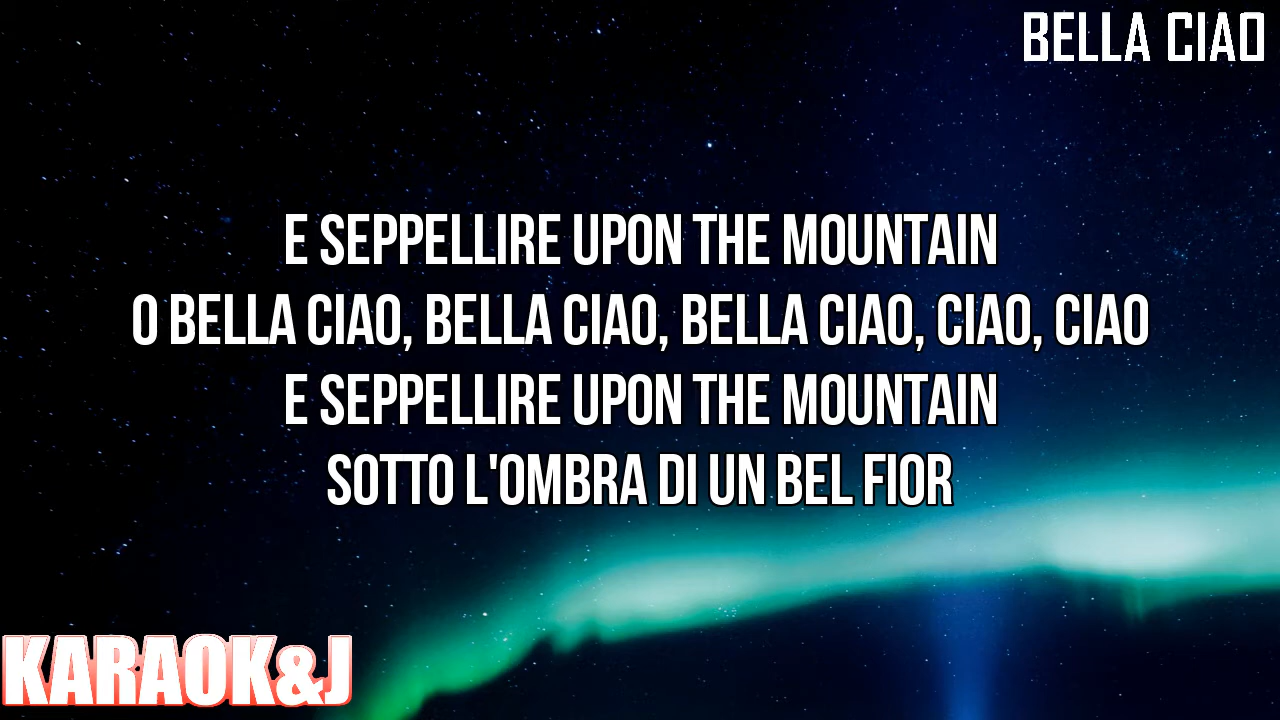 BELLA CIAO
E SEPPELLIRE UPON THE MOUNTAIN
O BELLA CIAO, BELLA CIAO, BELLA CIAO, CIAO, CIAO
E SEPPELLIRE UPON THE MOUNTAIN
SOTTO L'OMBRA DI UN BEL FIOR
KARAOK&J